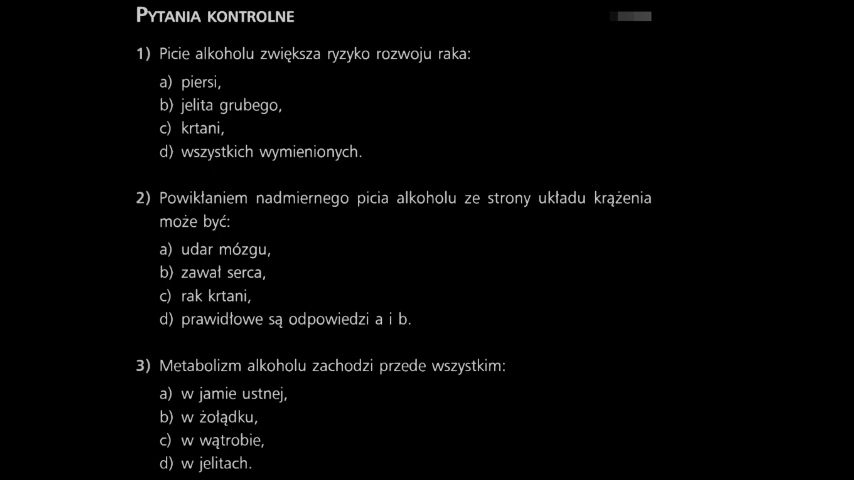 PYTANIA KONTROLNE
1) Picie alkoholu zwiększa ryzyko rozwoju raka:
a) piersi,
b) jelita grubego,
c) krtani,
d) wszystkich wymienionych.
2) Powikłaniem nadmiernego picia alkoholu ze strony układu krążenia
może być:
a) udar mózgu,
b) zawał serca,
c) rak krtani,
d) prawidłowe są odpowiedzi a i b.
3) Metabolizm alkoholu zachodzi przede wszystkim:
a) w jamie ustnej,
b) w żołądku,
c) w wątrobie,
d) w jelitach.